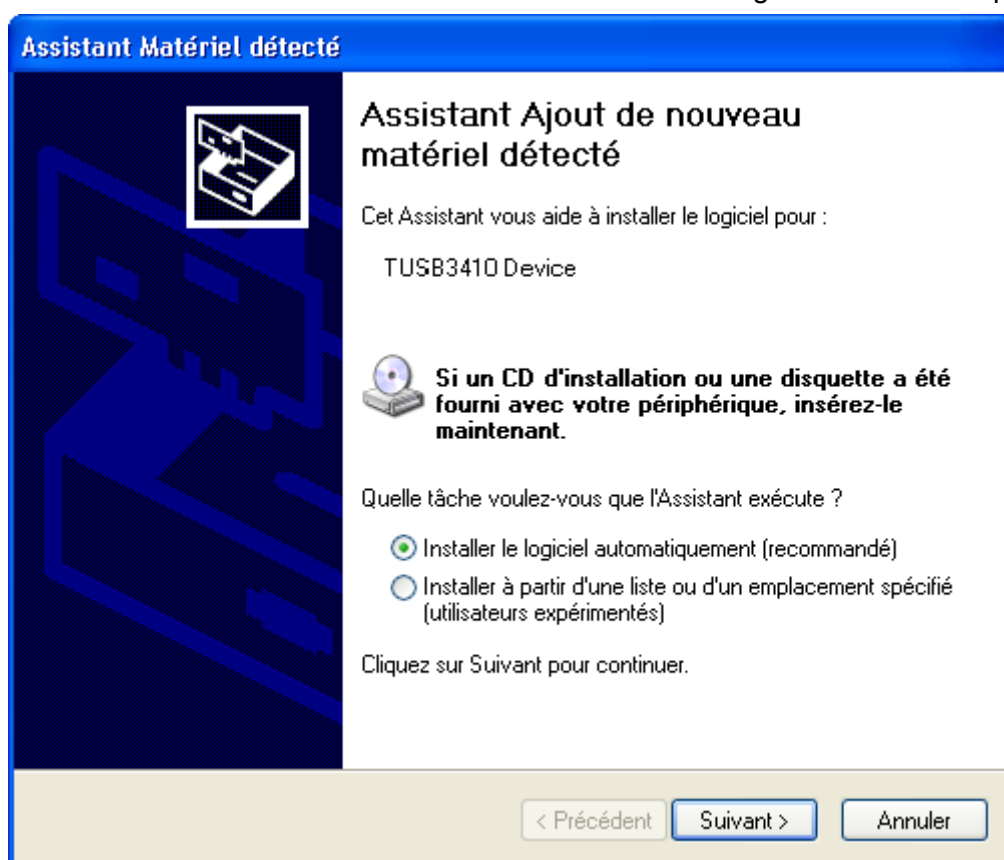 Assistant Matériel détecté
Assistant Ajout de nouveau
matériel détecté
Cet Assistant vous aide à installer le logiciel pour :
TUSB3410 Device
Si un CD d'installation ou une disquette a été
fourni avec votre périphérique, insérez-le
maintenant.
Quelle tâche voulez-vous que l'Assistant exécute ?
Installer le logiciel automatiquement (recommandé)
Installer à partir d'une liste ou d'un emplacement spécifié
(utilisateurs expérimentés)
Cliquez sur Suivant pour continuer.
< Précédent
Suivant >
Annuler